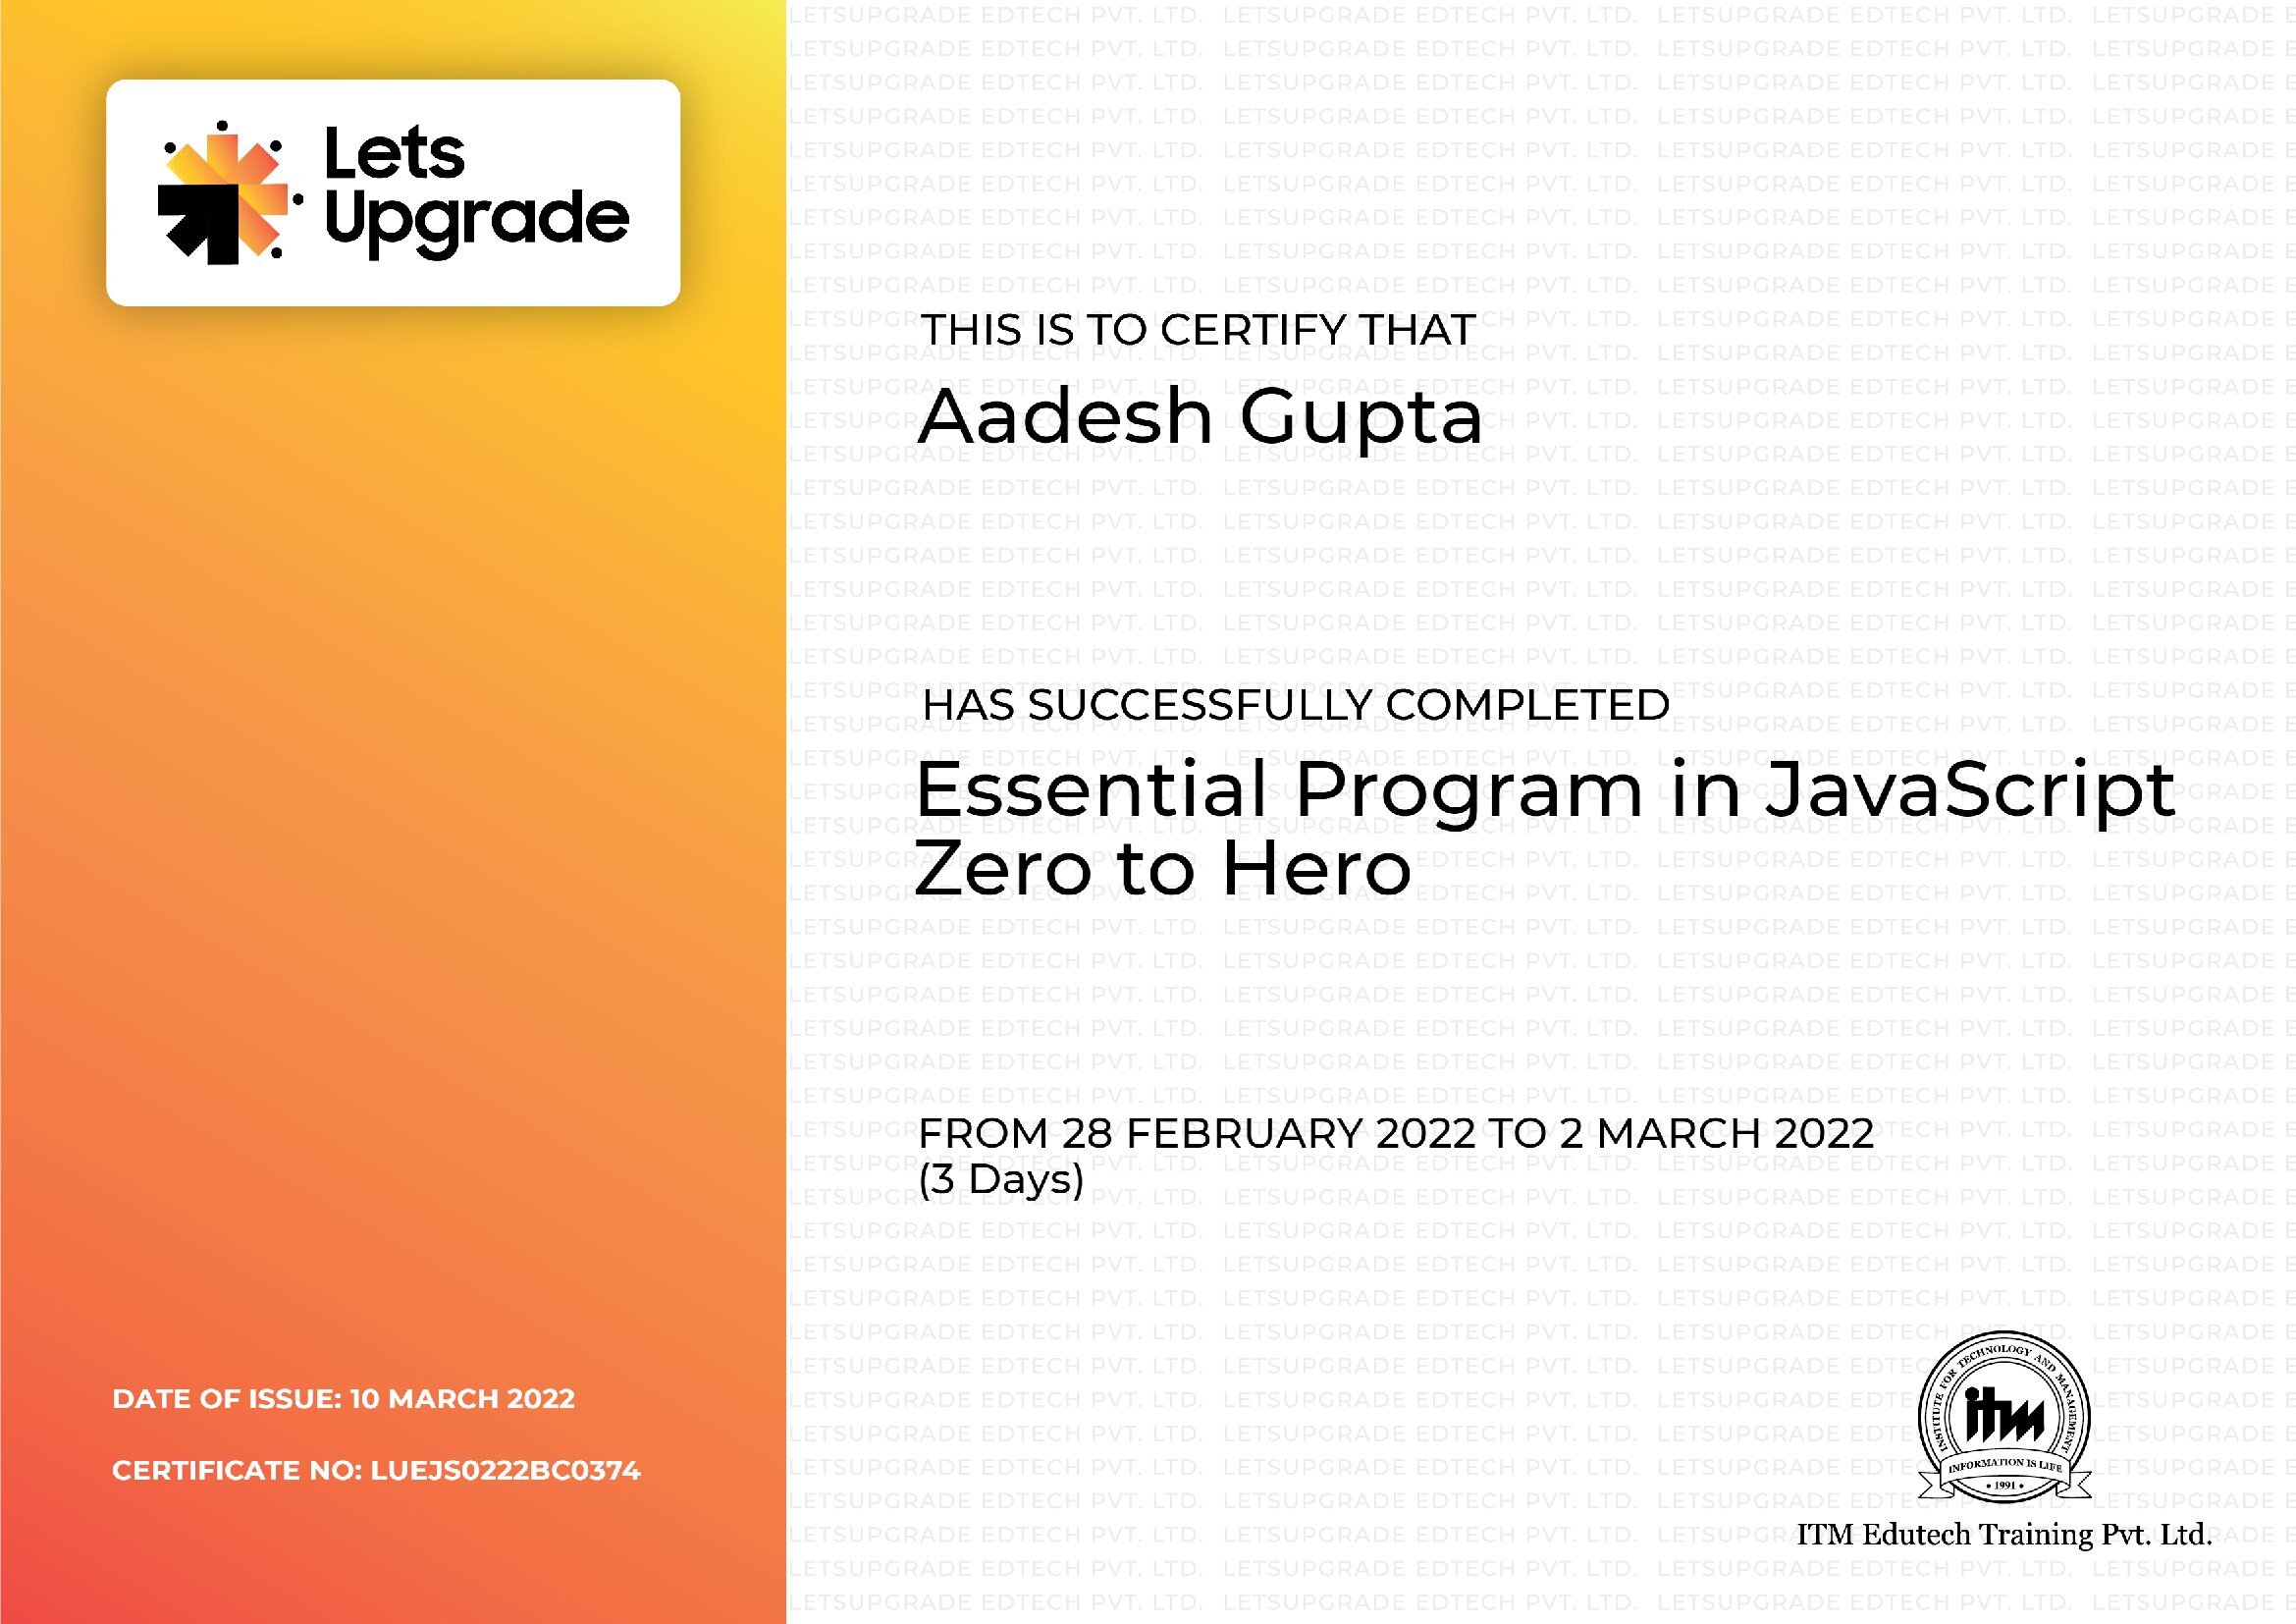 Lets
Upgrade
THIS IS TO CERTIFY THAT
Aadesh Gupta
HAS SUCCESSFULLY COMPLETED
Essential Program in JavaScript
Zero to Hero
FROM 28 FEBRUARY 2022 TO 2 MARCH 2022
(3 Days)
DATE OF ISSUE: 10 MARCH 2022
CERTIFICATE NO: LUEJS0222BC0374
INSTITUTE FOR TECHNOLOGY AND MANAGEMENT
itm
INFORMATION IS LIFE
• 1991 •
ITM Edutech Training Pvt. Ltd.
LETSUPGRADE EDTECH PVT. LTD.